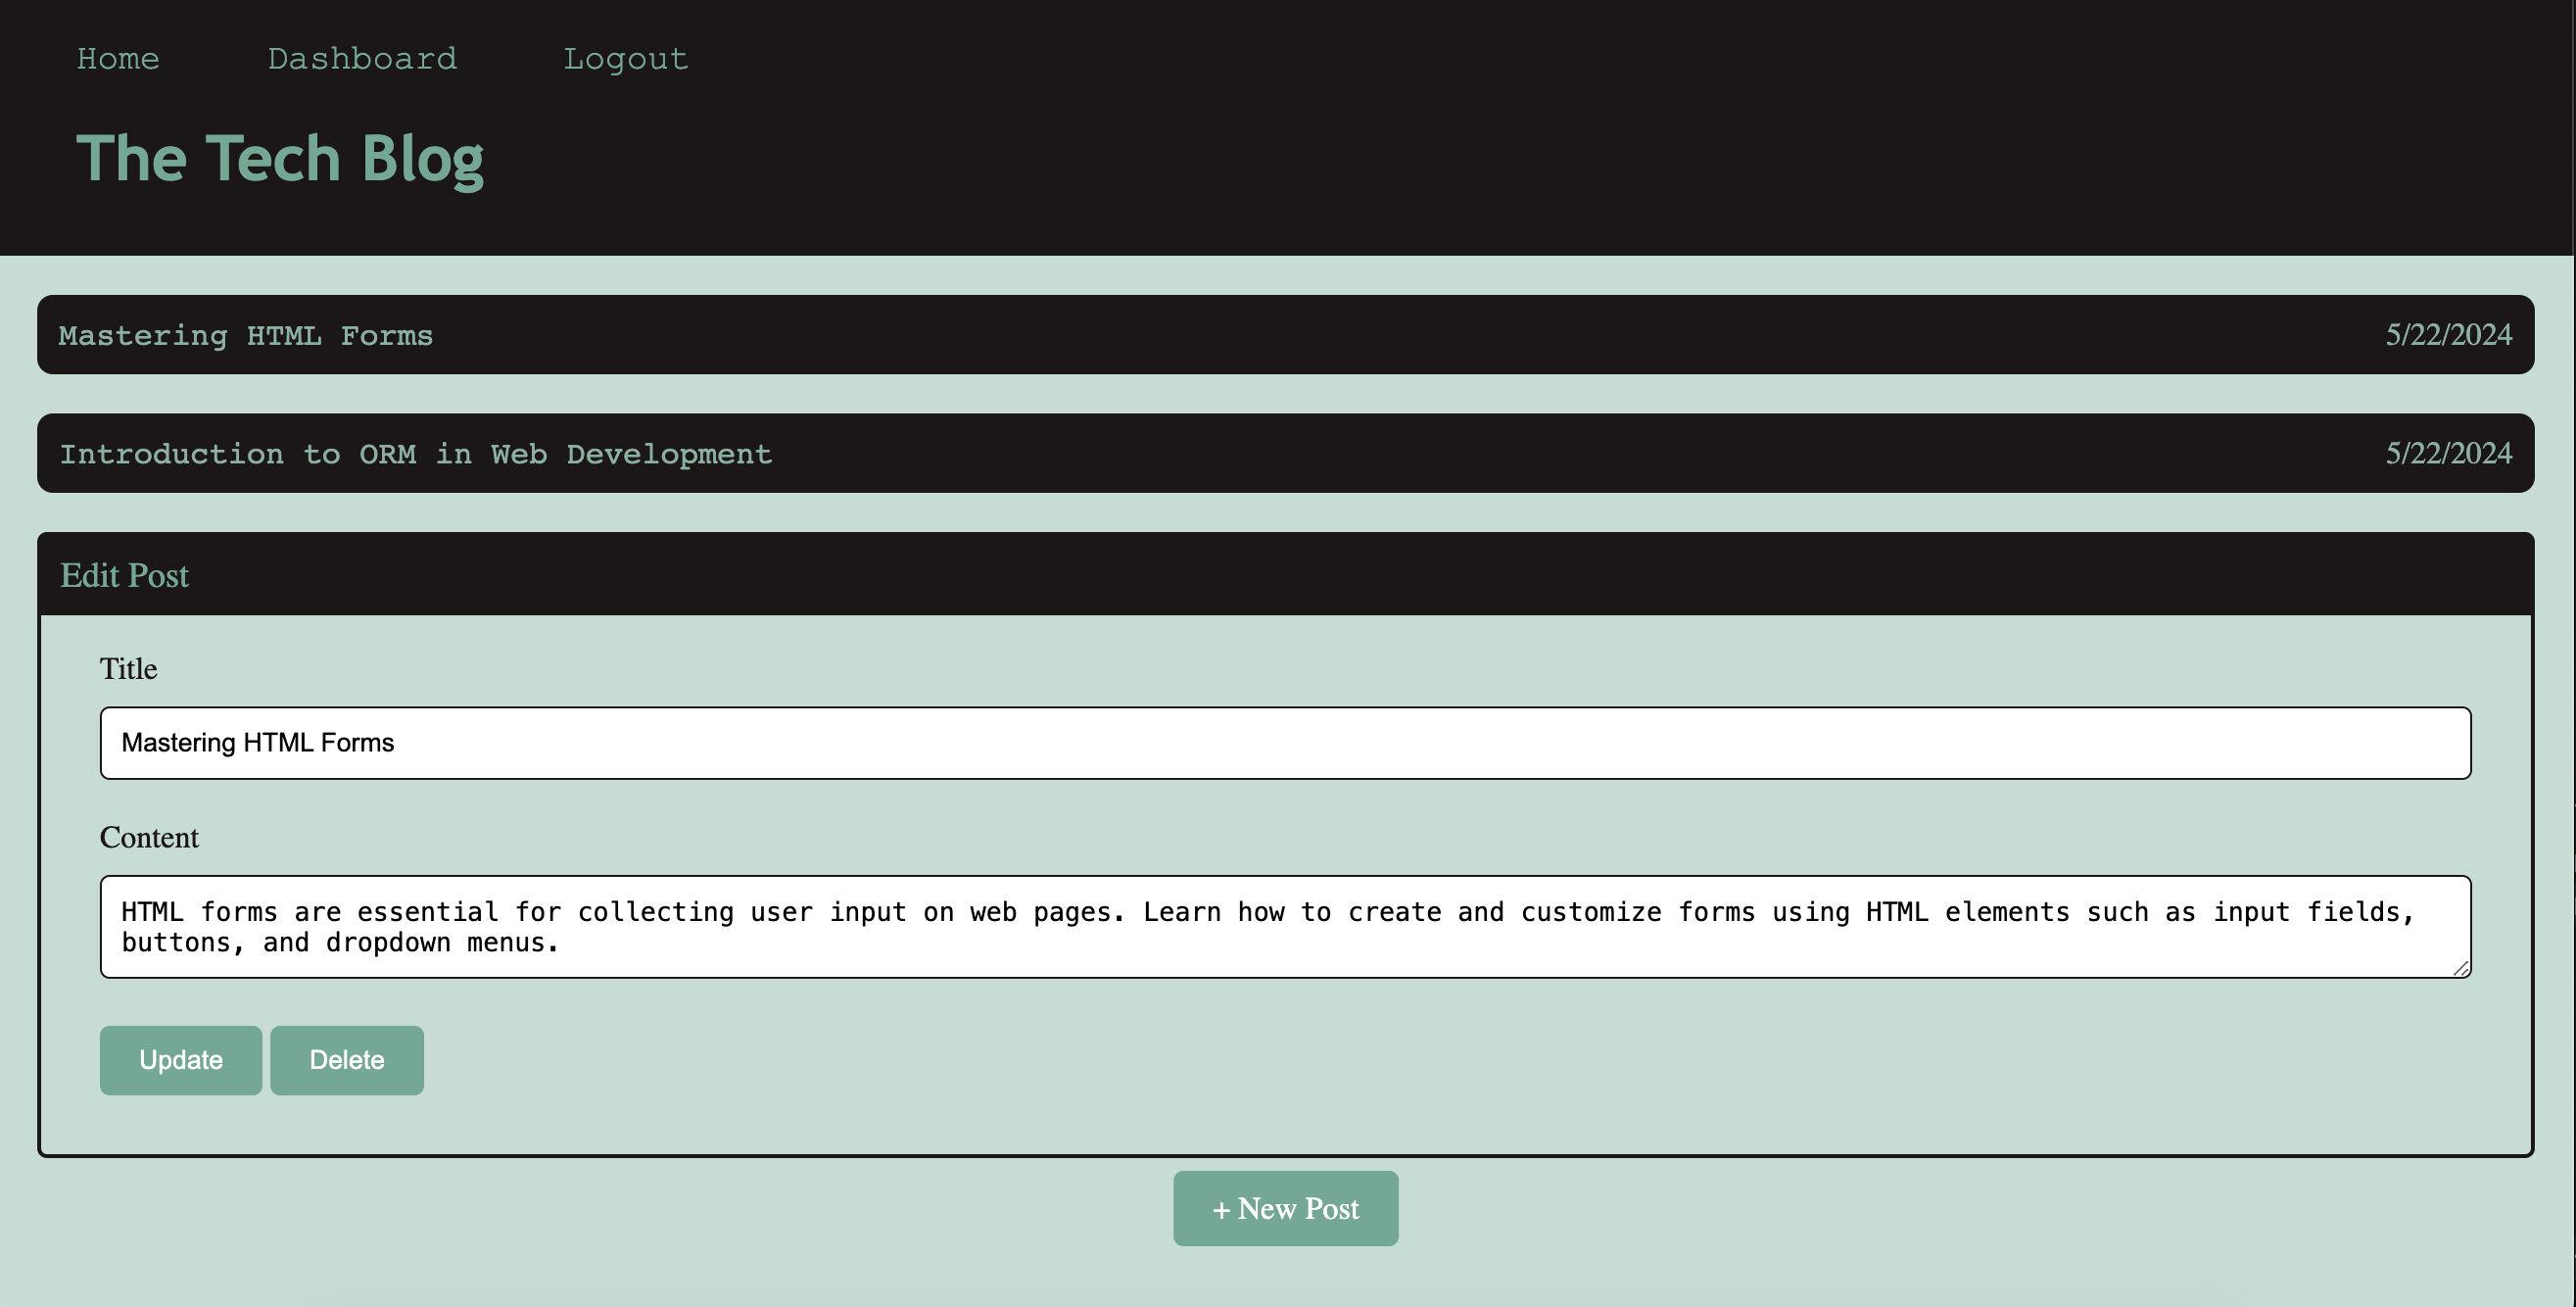 Home Dashboard Logout
The Tech Blog
Mastering HTML Forms 5/22/2024
Introduction to ORM in Web Development 5/22/2024
Edit Post
Title
Mastering HTML Forms
Content
HTML forms are essential for collecting user input on web pages. Learn how to create and customize forms using HTML elements such as input fields,
buttons, and dropdown menus.
Update Delete
+ New Post